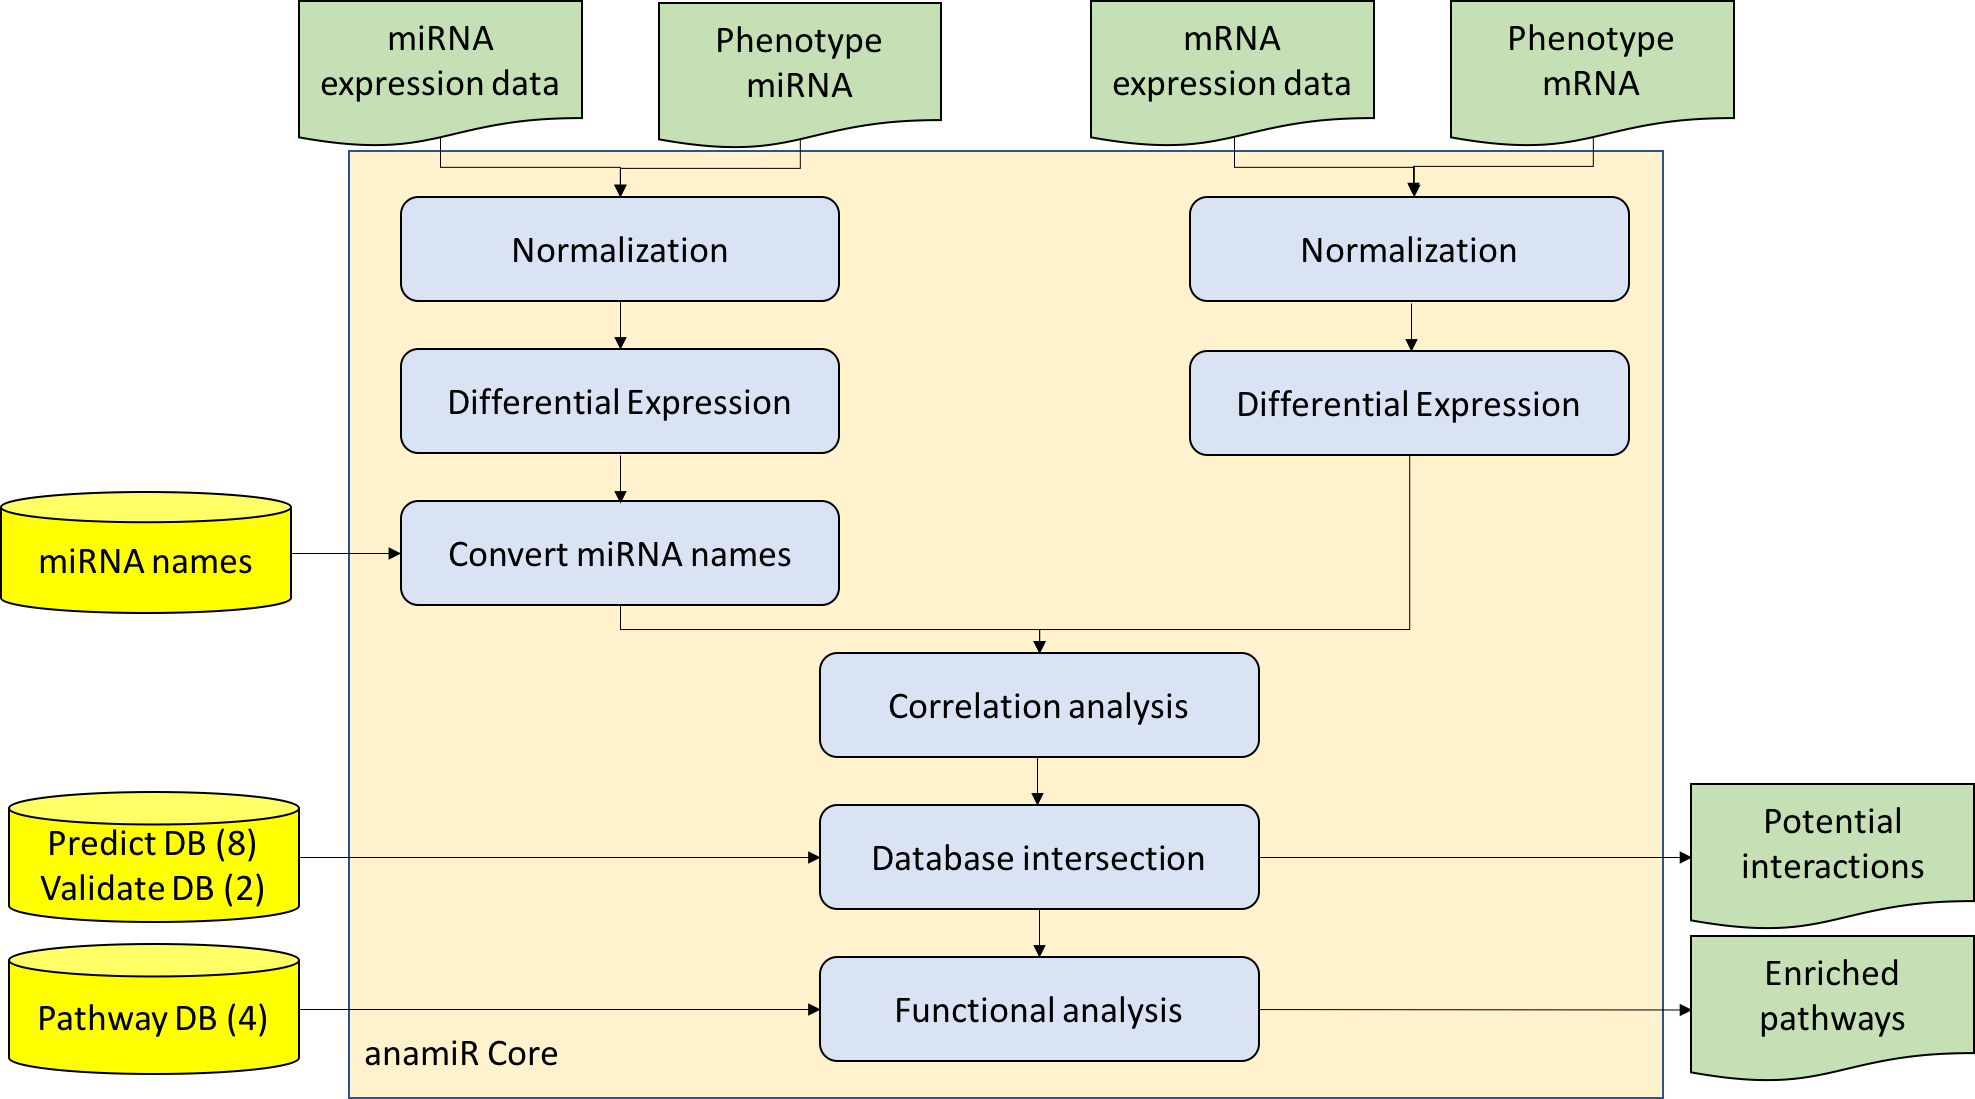 miRNA
expression data
Phenotype
miRNA
mRNA
expression data
Phenotype
mRNA
Normalization
Normalization
Differential Expression
Differential Expression
miRNA names
Convert miRNA names
Correlation analysis
Predict DB (8)
Validate DB (2)
Database intersection
Potential
interactions
Pathway DB (4)
Functional analysis
Enriched
pathways
anamiR Core